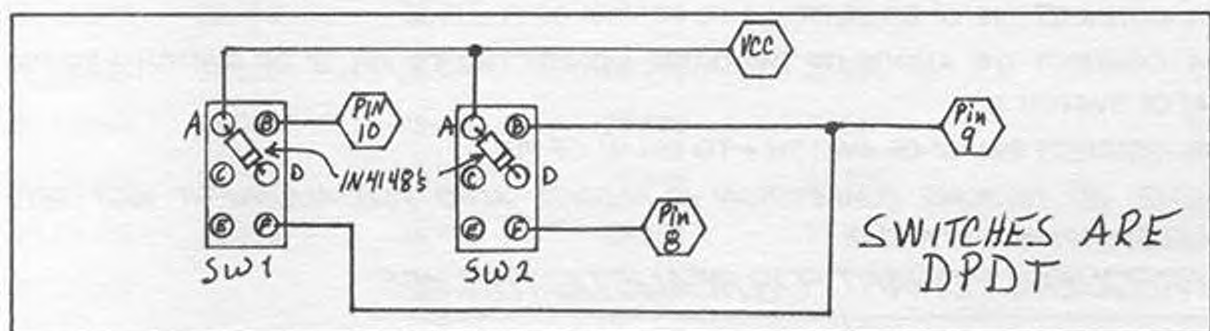 VCC
A
B
PIN
10
A
B
Pin
9
C
D
1N4148's
C
D
E
F
E
F
Pin
8
SWITCHES ARE
DPDT
SW1
SW2